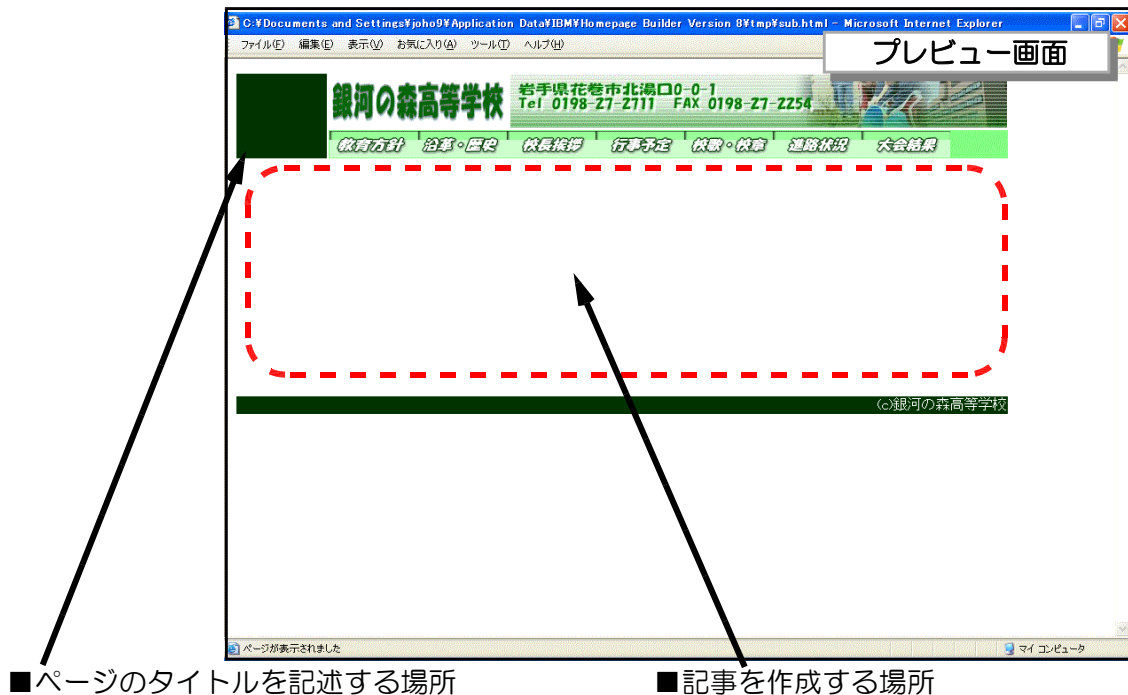 C:¥Documents and Settings¥joho9¥Application Data¥IBM¥Homepage Builder Version 8¥tmp¥sub.html - Microsoft Internet Explorer
ファイル(F) 編集(E) 表示(V) お気に入り(A) ツール(T) ヘルプ(H)
プレビュー画面
銀河の森高等学校
岩手県花巻市北湯口0-0-1
Tel 0198-27-2711 FAX 0198-27-2254
教育方針 沿革・歴史 校長挨拶 行事予定 校歌・校章 進路状況 大会結果
(c)銀河の森高等学校
ページが表示されました
マイ コンピュータ
■ページのタイトルを記述する場所
■記事を作成する場所